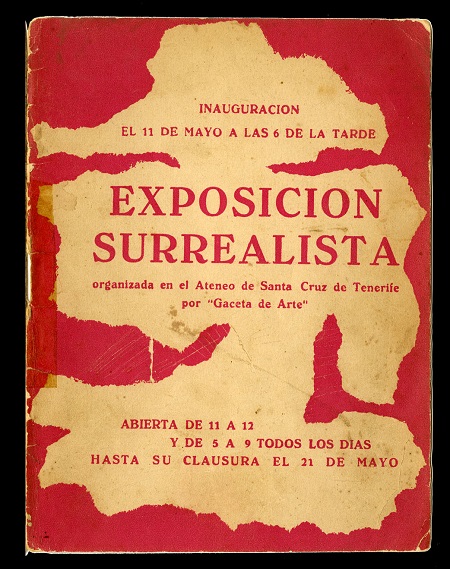 INAUGURACION
EL 11 DE MAYO A LAS 6 DE LA TARDE
EXPOSICION
SURREALISTA
organizada en el Ateneo de Santa Cruz de Tenerife
por "Gaceta de Arte"
ABIERTA DE 11 A 12
Y DE 5 A 9 TODOS LOS DIAS
HASTA SU CLAUSURA EL 21 DE MAYO